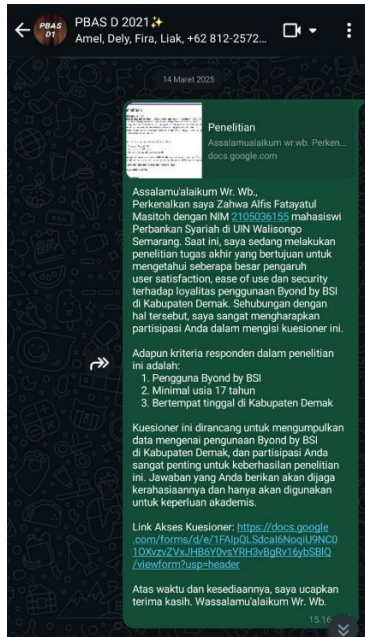 PBAS D 2021✨
Amel, Dely, Fira, Liak, +62 812-2572...
PBAS
D1
14 Maret 2025
Penelitian
Assalamualaikum wr.wb. Perken...
docs.google.com
Assalamu'alaikum Wr. Wb.,
Perkenalkan saya Zahwa Alfis Fatayatul
Masitoh dengan NIM 2105036155 mahasiswi
Perbankan Syariah di UIN Walisongo
Semarang. Saat ini, saya sedang melakukan
penelitian tugas akhir yang bertujuan untuk
mengetahui seberapa besar pengaruh
user satisfaction, ease of use dan security
terhadap loyalitas penggunaan Byond by BSI
di Kabupaten Demak. Sehubungan dengan
hal tersebut, saya sangat mengharapkan
partisipasi Anda dalam mengisi kuesioner ini.
Adapun kriteria responden dalam penelitian
ini adalah:
1. Pengguna Byond by BSI
2. Minimal usia 17 tahun
3. Bertempat tinggal di Kabupaten Demak
Kuesioner ini dirancang untuk mengumpulkan
data mengenai pengunaan Byond by BSI
di Kabupaten Demak, dan partisipasi Anda
sangat penting untuk keberhasilan penelitian
ini. Jawaban yang Anda berikan akan dijaga
kerahasiaannya dan hanya akan digunakan
untuk keperluan akademis.
Link Akses Kuesioner: https://docs.google
.com/forms/d/e/1FAIpQLSdcaI6NoqiU9NC0
1OXvzvZVxJHB6Y0vsYRH3vBgRv16ybSBlQ
/viewform?usp=header
Atas waktu dan kesediaannya, saya ucapkan
terima kasih. Wassalamu'alaikum Wr. Wb.
15.16